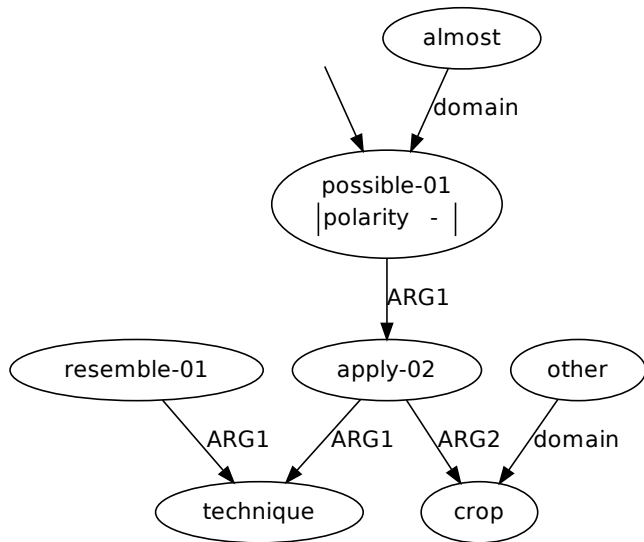 almost
domain
possible-01
polarity -
ARG1
resemble-01
apply-02
other
ARG1
ARG1
ARG2
domain
technique
crop